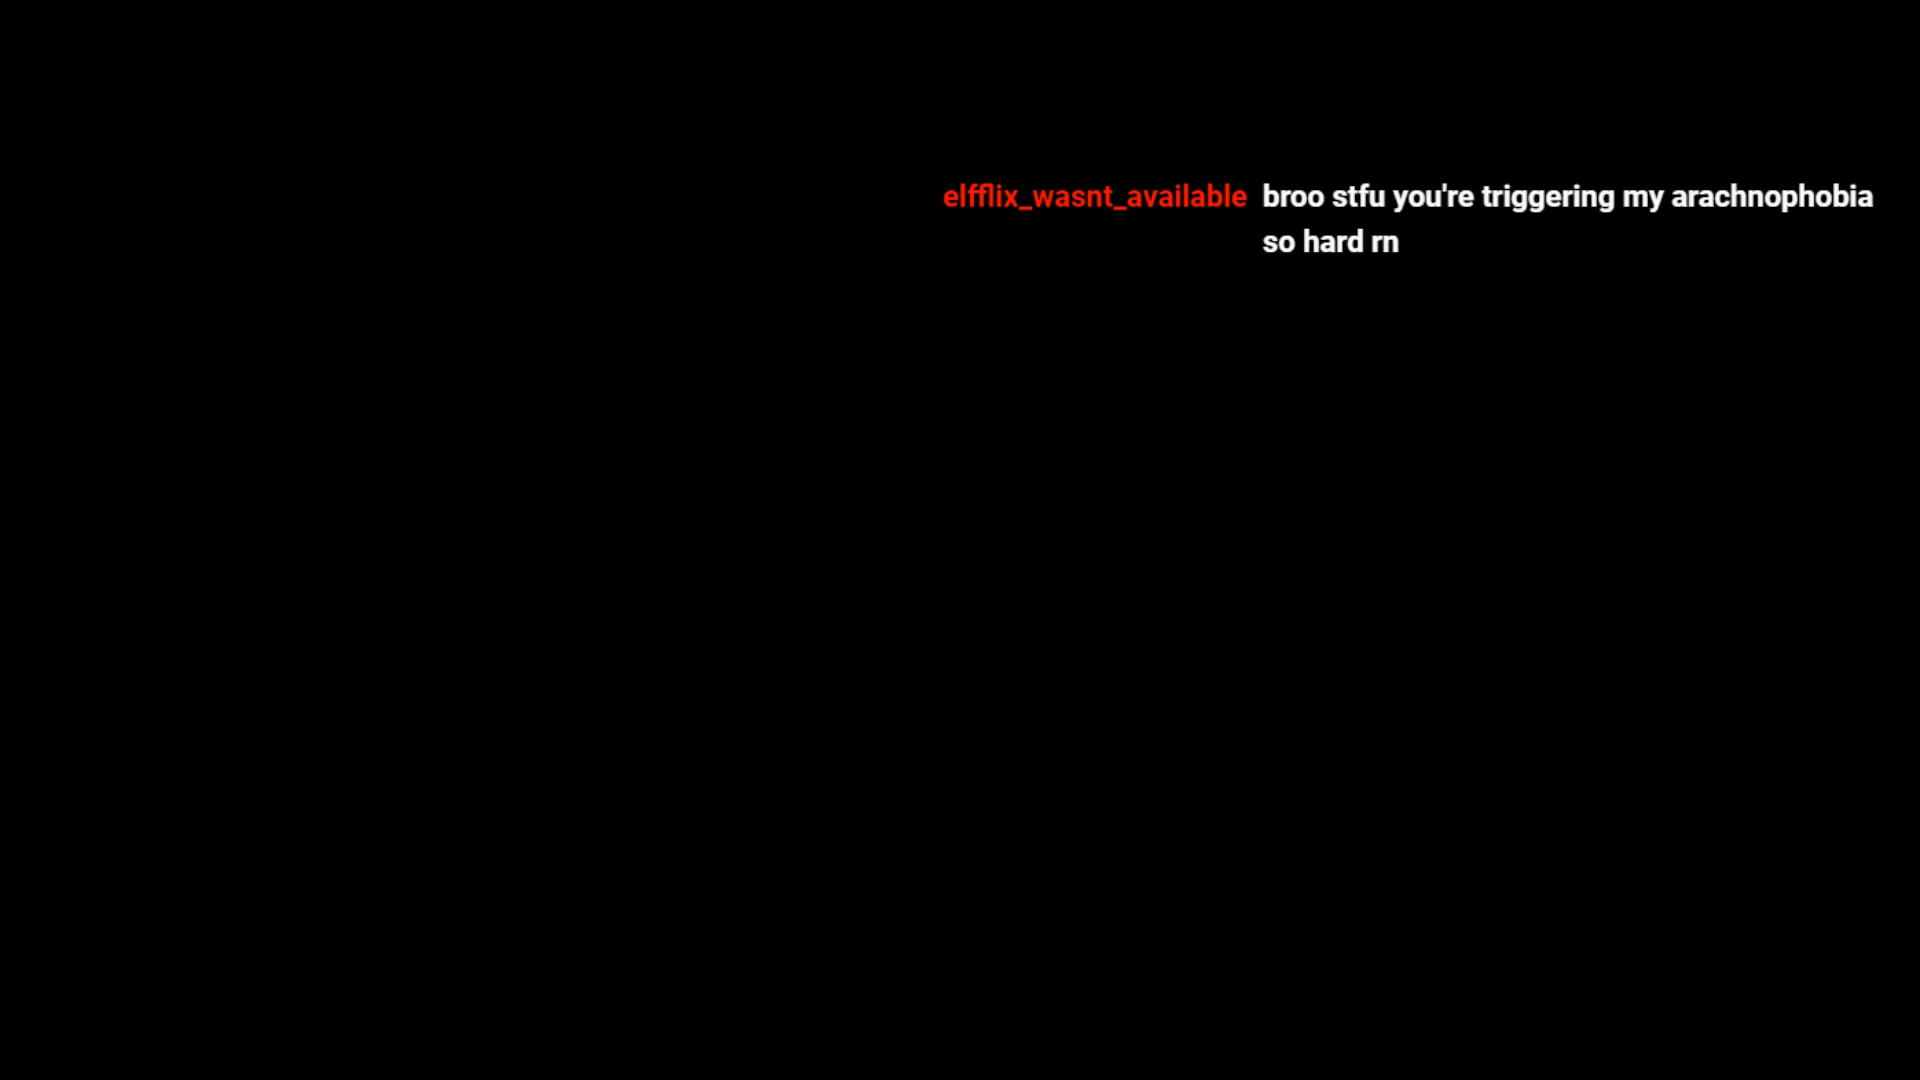 elfflix_wasnt_available broo stfu you're triggering my arachnophobia
so hard rn